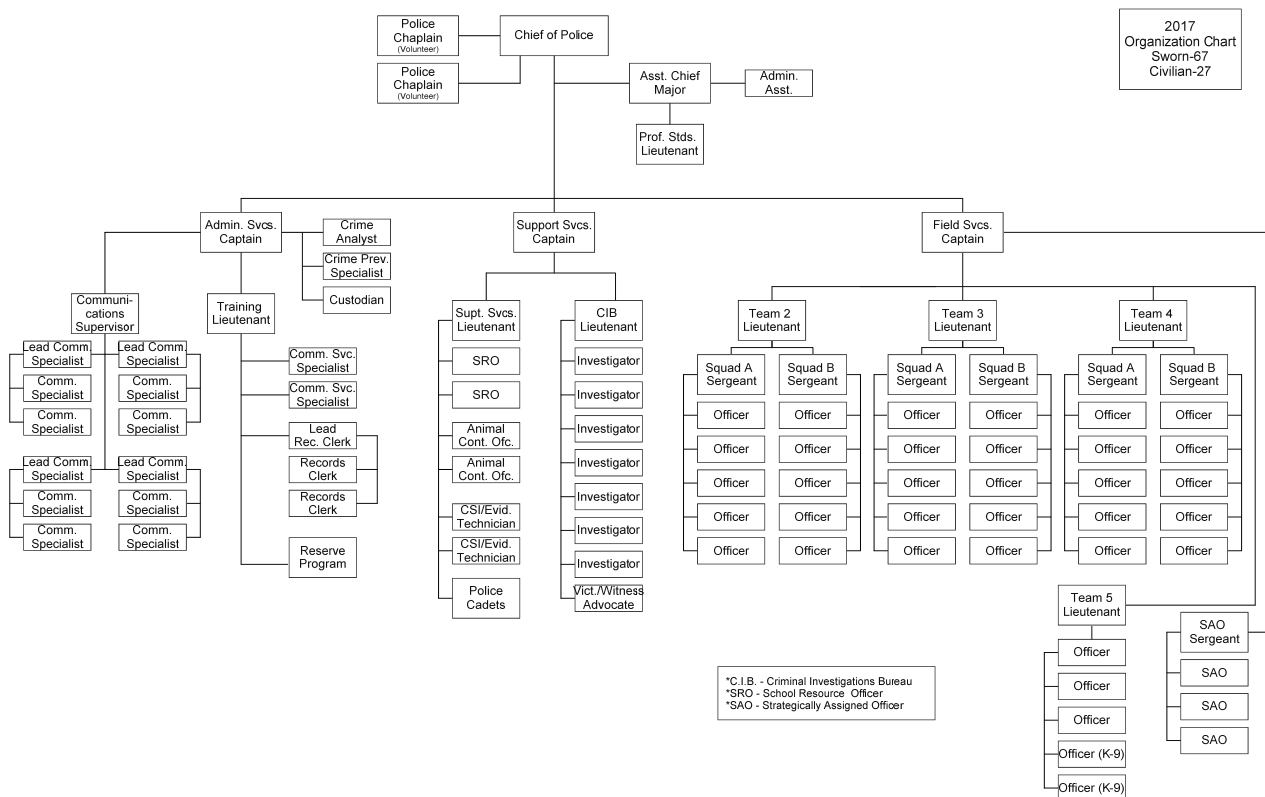 Police
Chaplain
(Volunteer)
Chief of Police
2017
Organization Chart
Sworn-67
Civilian-27
Police
Chaplain
(Volunteer)
Asst. Chief
Major
Admin.
Asst.
Prof. Stds.
Lieutenant
Admin. Svcs.
Captain
Crime
Analyst
Crime Prev.
Specialist
Custodian
Support Svcs.
Captain
Field Svcs.
Captain
Communi-
cations
Supervisor
Training
Lieutenant
Lead Comm.
Specialist
Comm.
Specialist
Comm.
Specialist
Lead Comm.
Specialist
Comm.
Specialist
Comm.
Specialist
Lead Comm.
Specialist
Comm.
Specialist
Comm.
Specialist
Lead Comm.
Specialist
Comm.
Specialist
Comm.
Specialist
Comm. Svc.
Specialist
Comm. Svc.
Specialist
Lead
Rec. Clerk
Records
Clerk
Records
Clerk
Reserve
Program
Supt. Svcs.
Lieutenant
SRO
SRO
Animal
Cont. Ofc.
Animal
Cont. Ofc.
CSI/Evid.
Technician
CSI/Evid.
Technician
Police
Cadets
CIB
Lieutenant
Investigator
Investigator
Investigator
Investigator
Investigator
Investigator
Investigator
Vict./Witness
Advocate
Team 2
Lieutenant
Squad A
Sergeant
Officer
Officer
Officer
Officer
Officer
Squad B
Sergeant
Officer
Officer
Officer
Officer
Officer
Team 3
Lieutenant
Squad A
Sergeant
Officer
Officer
Officer
Officer
Officer
Squad B
Sergeant
Officer
Officer
Officer
Officer
Officer
Team 4
Lieutenant
Squad A
Sergeant
Officer
Officer
Officer
Officer
Officer
Squad B
Sergeant
Officer
Officer
Officer
Officer
Officer
Team 5
Lieutenant
Officer
Officer
Officer
Officer (K-9)
Officer (K-9)
SAO
Sergeant
SAO
SAO
SAO
*C.I.B. - Criminal Investigations Bureau
*SRO - School Resource Officer
*SAO - Strategically Assigned Officer